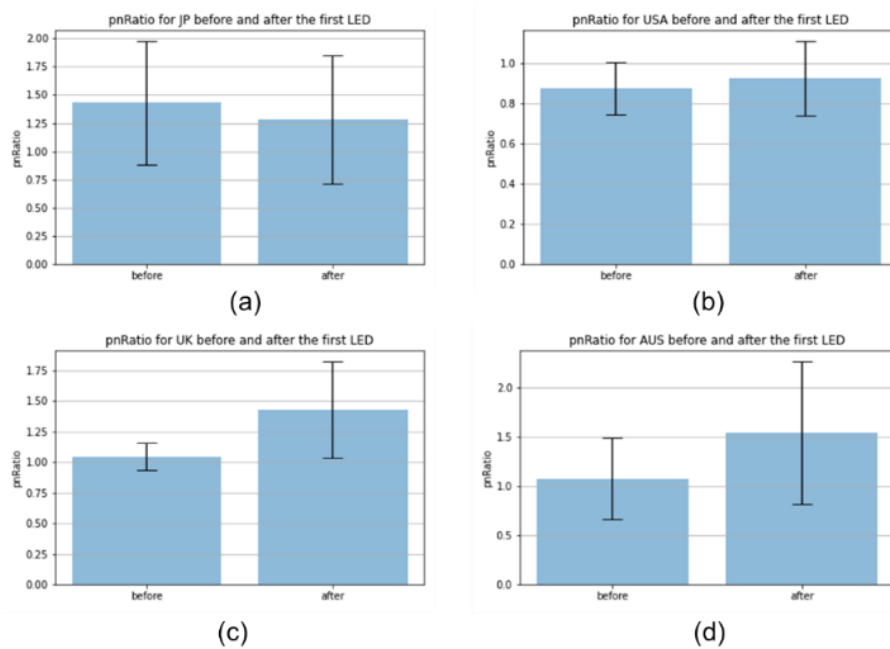 pnRatio for JP before and after the first LED
2.00
1.75
1.50
1.25
1.00
0.75
0.50
0.25
0.00
pnRatio
before after
(a)
pnRatio for USA before and after the first LED
1.0
0.8
0.6
0.4
0.2
0.0
pnRatio
before after
(b)
pnRatio for UK before and after the first LED
1.75
1.50
1.25
1.00
0.75
0.50
0.25
0.00
pnRatio
before after
(c)
pnRatio for AUS before and after the first LED
2.0
1.5
1.0
0.5
0.0
pnRatio
before after
(d)